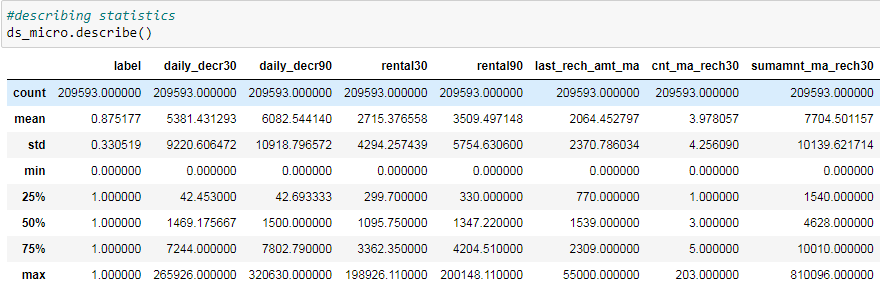 #describing statistics
ds_micro.describe()
label daily_decr30 daily_decr90 rental30 rental90 last_rech_amt_ma cnt_ma_rech30 sumamnt_ma_rech30
count 209593.000000 209593.000000 209593.000000 209593.000000 209593.000000 209593.000000 209593.000000 209593.000000
mean 0.875177 5381.431293 6082.544140 2715.376558 3509.497148 2064.452797 3.978057 7704.501157
std 0.330519 9220.606472 10918.796572 4294.257439 5754.630600 2370.786034 4.256090 10139.621714
min 0.000000 0.000000 0.000000 0.000000 0.000000 0.000000 0.000000 0.000000
25% 1.000000 42.453000 42.693333 299.700000 330.000000 770.000000 1.000000 1540.000000
50% 1.000000 1469.175667 1500.000000 1095.750000 1347.220000 1539.000000 3.000000 4628.000000
75% 1.000000 7244.000000 7802.790000 3362.350000 4204.510000 2309.000000 5.000000 10010.000000
max 1.000000 265926.000000 320630.000000 198926.110000 200148.110000 55000.000000 203.000000 810096.000000